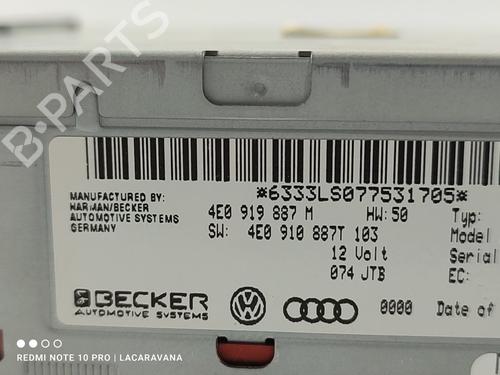 B-PARTS
*6333LS077531705*
MANUFACTURED BY:
HARMAN/BECKER
AUTOMOTIVE SYSTEMS
GERMANY
4E0 919 887 M HW:50 Typ:
SW: 4E0 910 887T 103 Model
12 Volt Serial
074 JTB EC:
BECKER
AUTOMOTIVE SYSTEMS
0000 Date of
REDMI NOTE 10 PRO | LACARAVANA